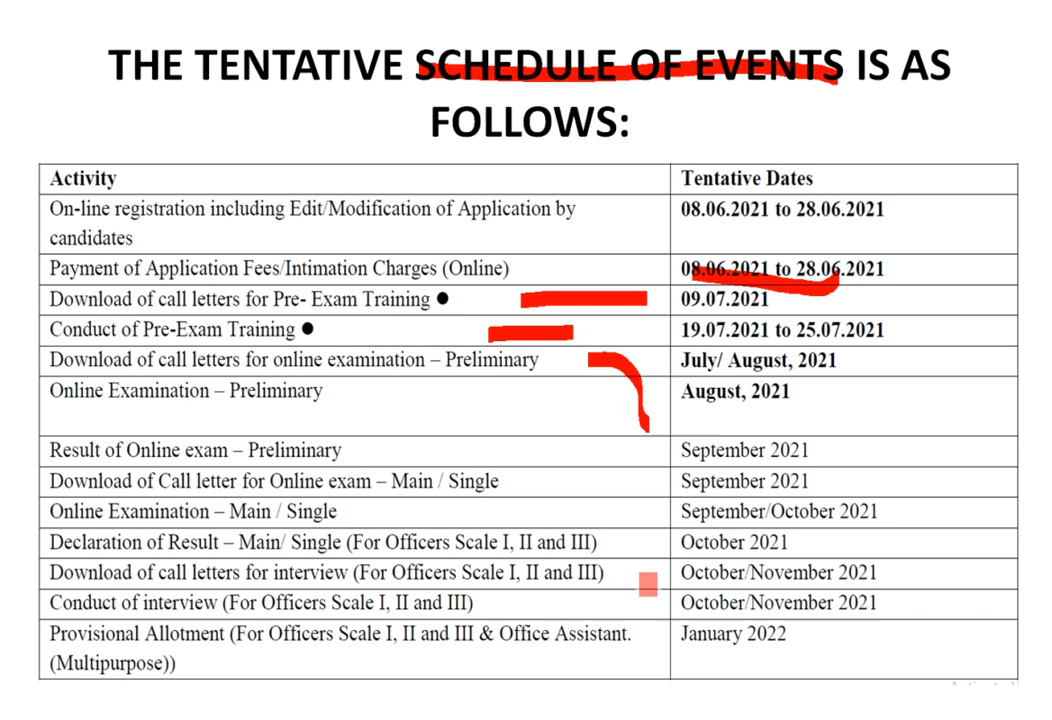 THE TENTATIVE SCHEDULE OF EVENTS IS AS
FOLLOWS:
Activity Tentative Dates
On-line registration including Edit/Modification of Application by 08.06.2021 to 28.06.2021
candidates
Payment of Application Fees/Intimation Charges (Online) 08.06.2021 to 28.06.2021
Download of call letters for Pre- Exam Training ● 09.07.2021
Conduct of Pre-Exam Training ● 19.07.2021 to 25.07.2021
Download of call letters for online examination – Preliminary July/ August, 2021
Online Examination – Preliminary August, 2021
Result of Online exam – Preliminary September 2021
Download of Call letter for Online exam – Main / Single September 2021
Online Examination – Main / Single September/October 2021
Declaration of Result – Main/ Single (For Officers Scale I, II and III) October 2021
Download of call letters for interview (For Officers Scale I, II and III) October/November 2021
Conduct of interview (For Officers Scale I, II and III) October/November 2021
Provisional Allotment (For Officers Scale I, II and III & Office Assistant. January 2022
(Multipurpose))